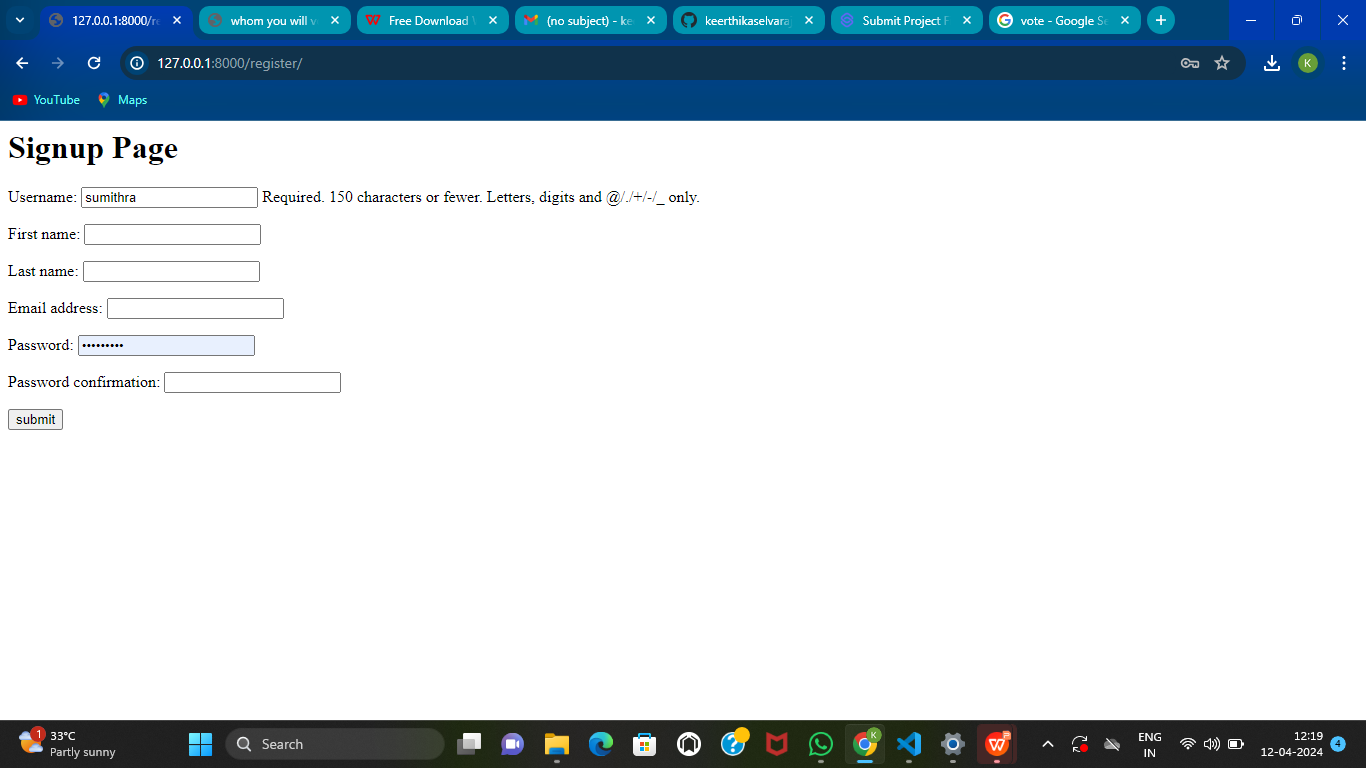 127.0.0.1:8000/re
whom you will v
Free Download
(no subject) - ke
keerthikaselvara
Submit Project F
vote - Google Se
127.0.0.1:8000/register/
K
YouTube
Maps
Signup Page
Username: sumithra Required. 150 characters or fewer. Letters, digits and @/./+/-/_ only.
First name:
Last name:
Email address:
Password: •••••••••
Password confirmation:
submit
1
33°C
Partly sunny
Search
K
ENG
IN
12:19
12-04-2024
4